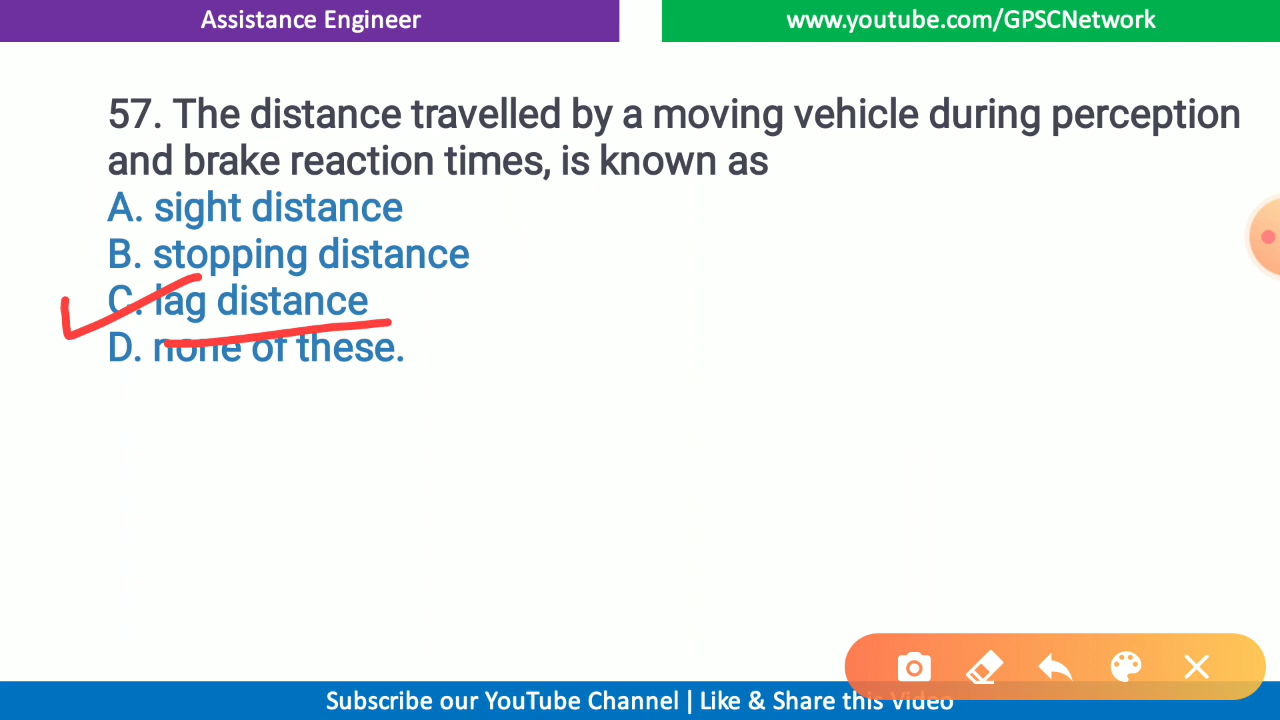 Assistance Engineer
www.youtube.com/GPSCNetwork
57. The distance travelled by a moving vehicle during perception
and brake reaction times, is known as
A. sight distance
B. stopping distance
C. lag distance
D. none of these.
Subscribe our YouTube Channel | Like & Share this Video